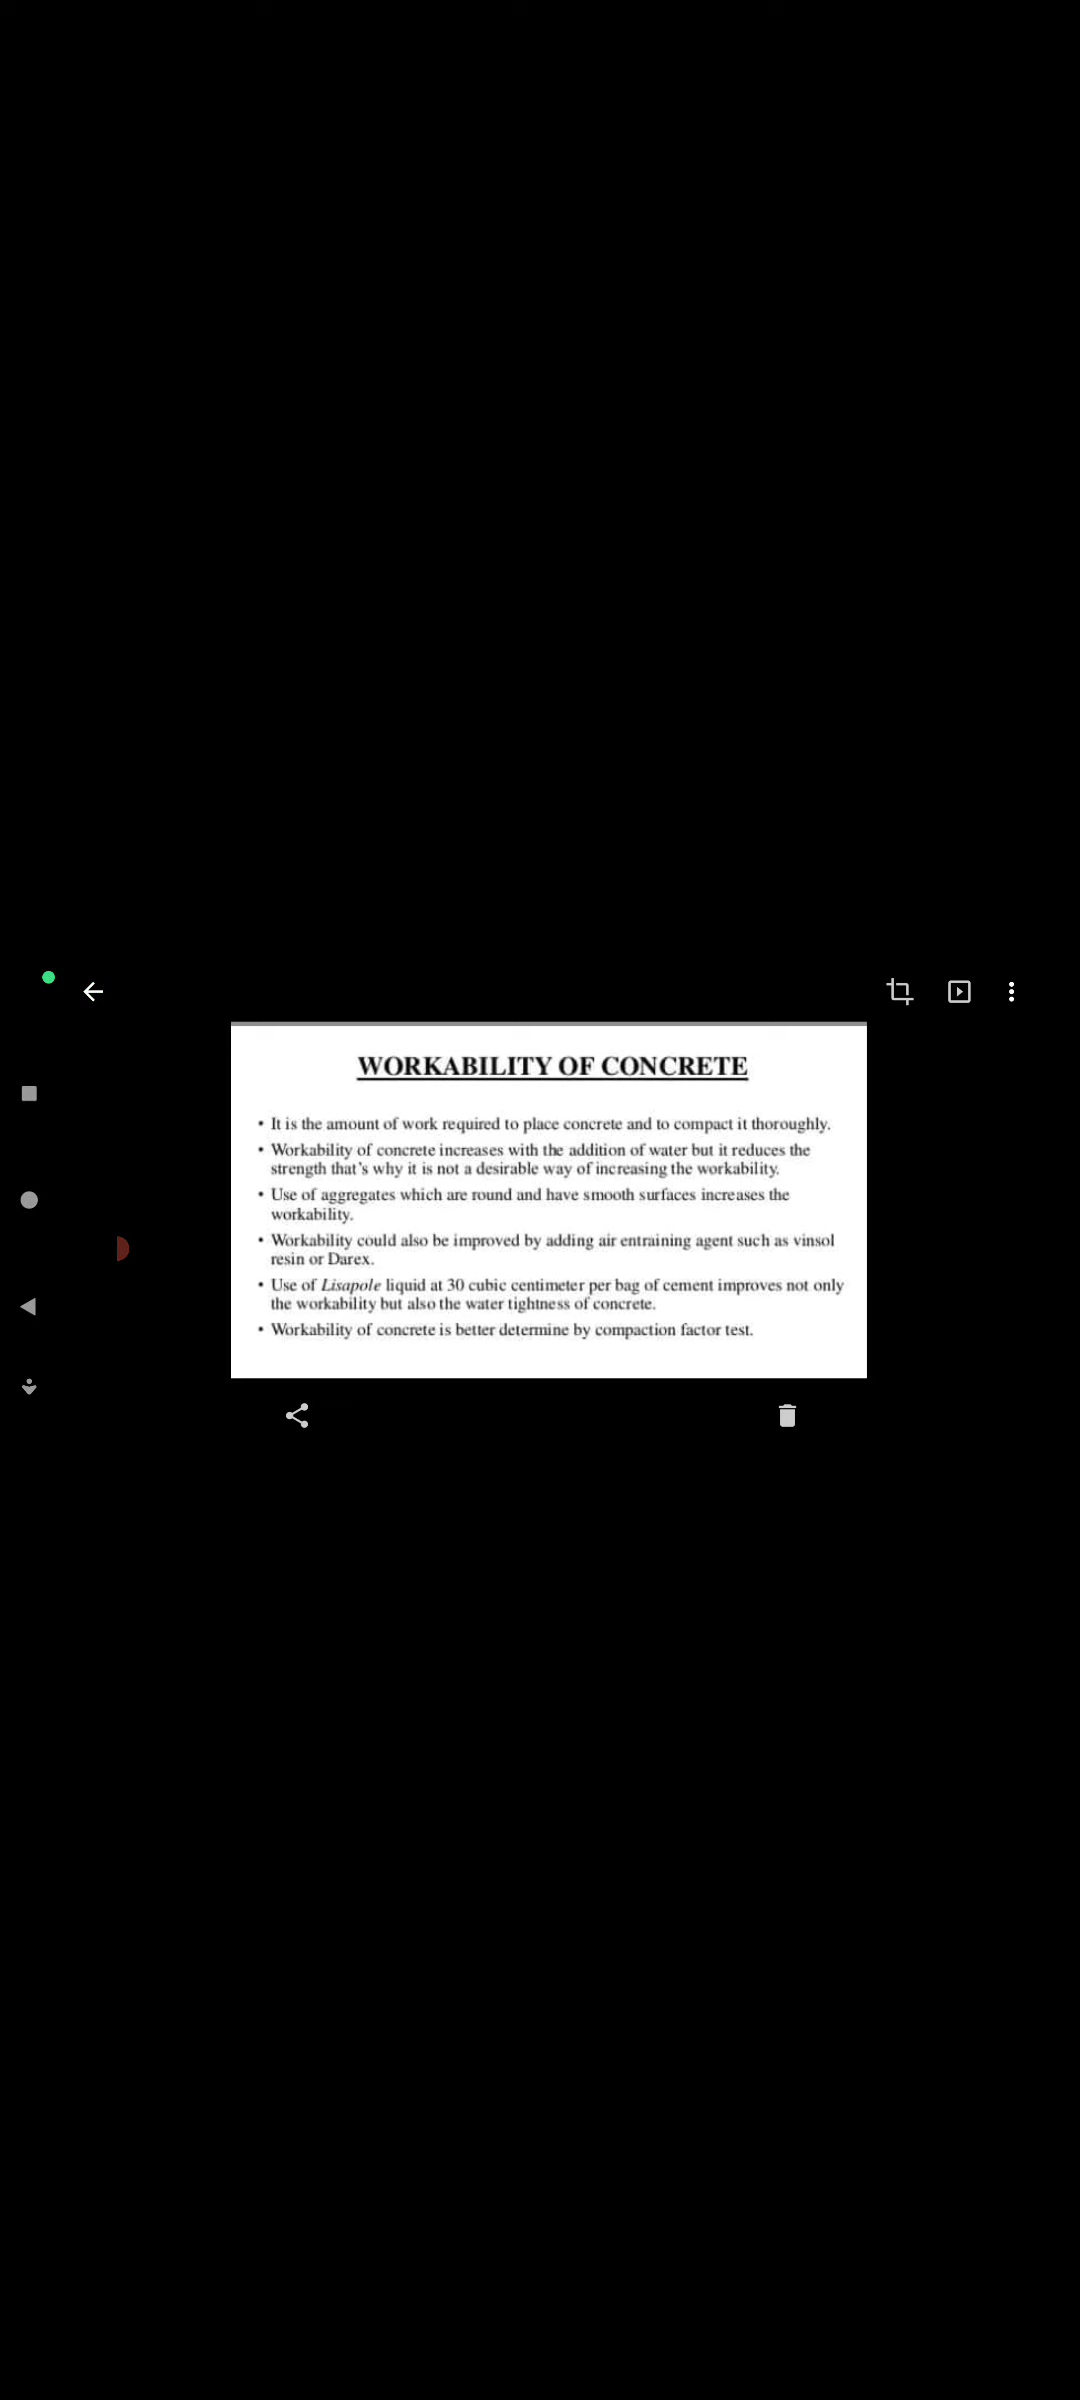 WORKABILITY OF CONCRETE
• It is the amount of work required to place concrete and to compact it thoroughly.
• Workability of concrete increases with the addition of water but it reduces the
strength that's why it is not a desirable way of increasing the workability.
• Use of aggregates which are round and have smooth surfaces increases the
workability.
• Workability could also be improved by adding air entraining agent such as vinsol
resin or Darex.
• Use of Lisapole liquid at 30 cubic centimeter per bag of cement improves not only
the workability but also the water tightness of concrete.
• Workability of concrete is better determine by compaction factor test.